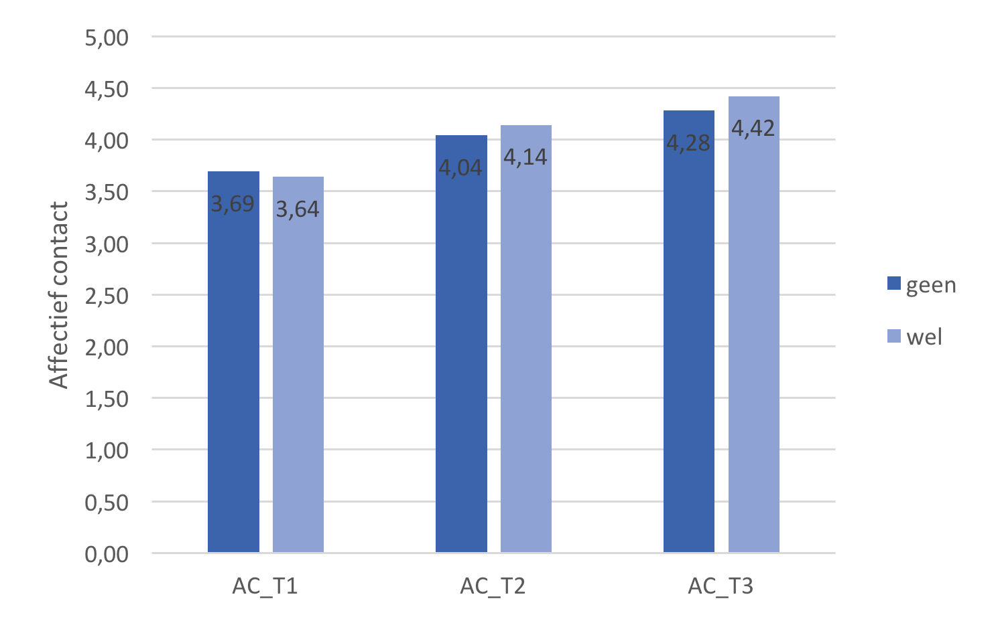 5,00
4,50
4,00
3,50
3,00
2,50
2,00
1,50
1,00
0,50
0,00
Affectief contact
3,69
3,64
4,04
4,14
4,28
4,42
AC_T1
AC_T2
AC_T3
geen
wel